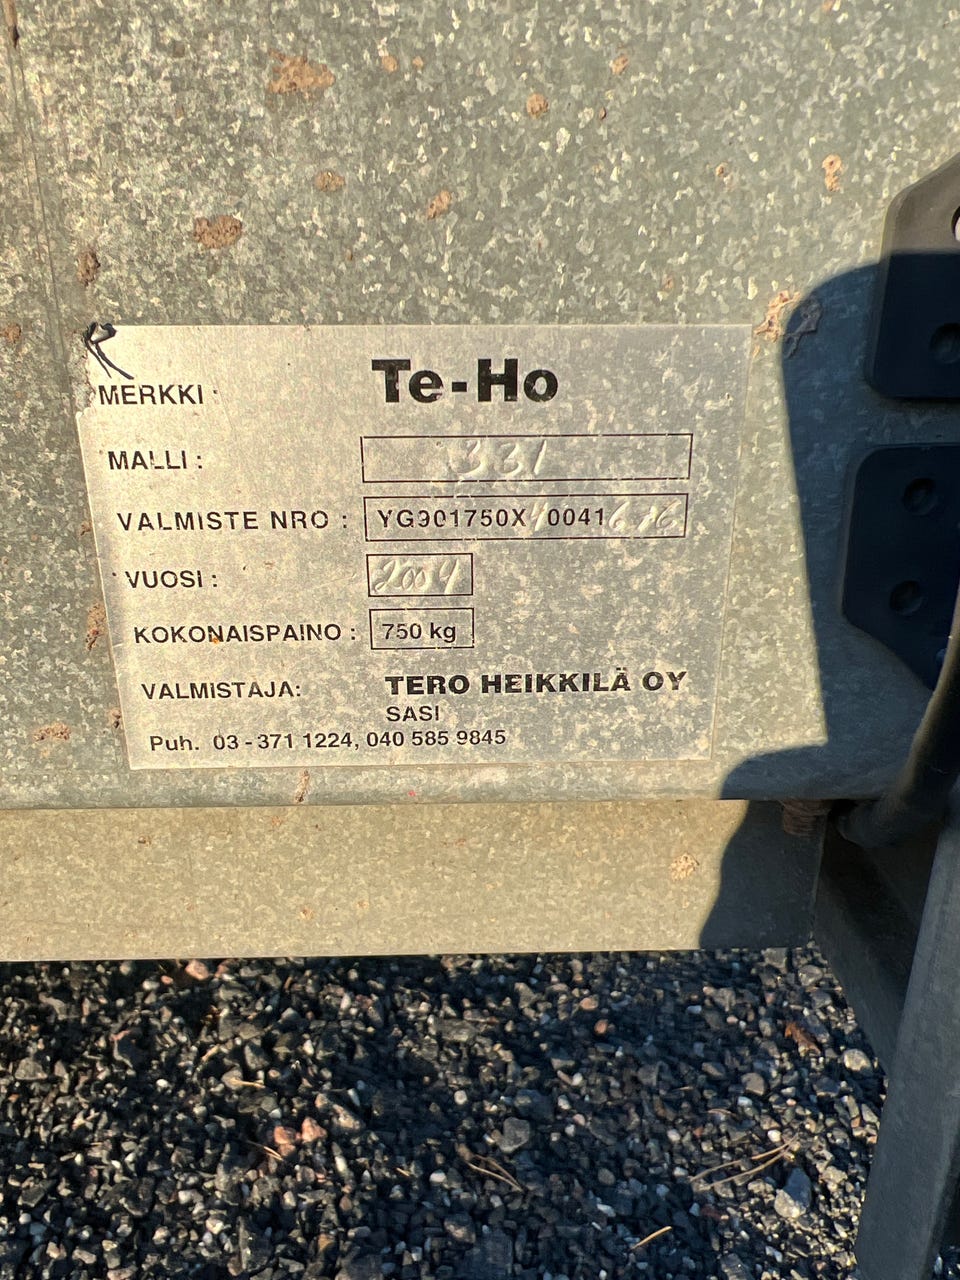 MERKKI : Te-Ho
MALLI : 331
VALMISTE NRO : YG901750X40041
VUOSI : 2004
KOKONAISPAINO : 750 kg
VALMISTAJA: TERO HEIKKILÄ OY
SASI
Puh. 03-371 1224, 040 585 9845